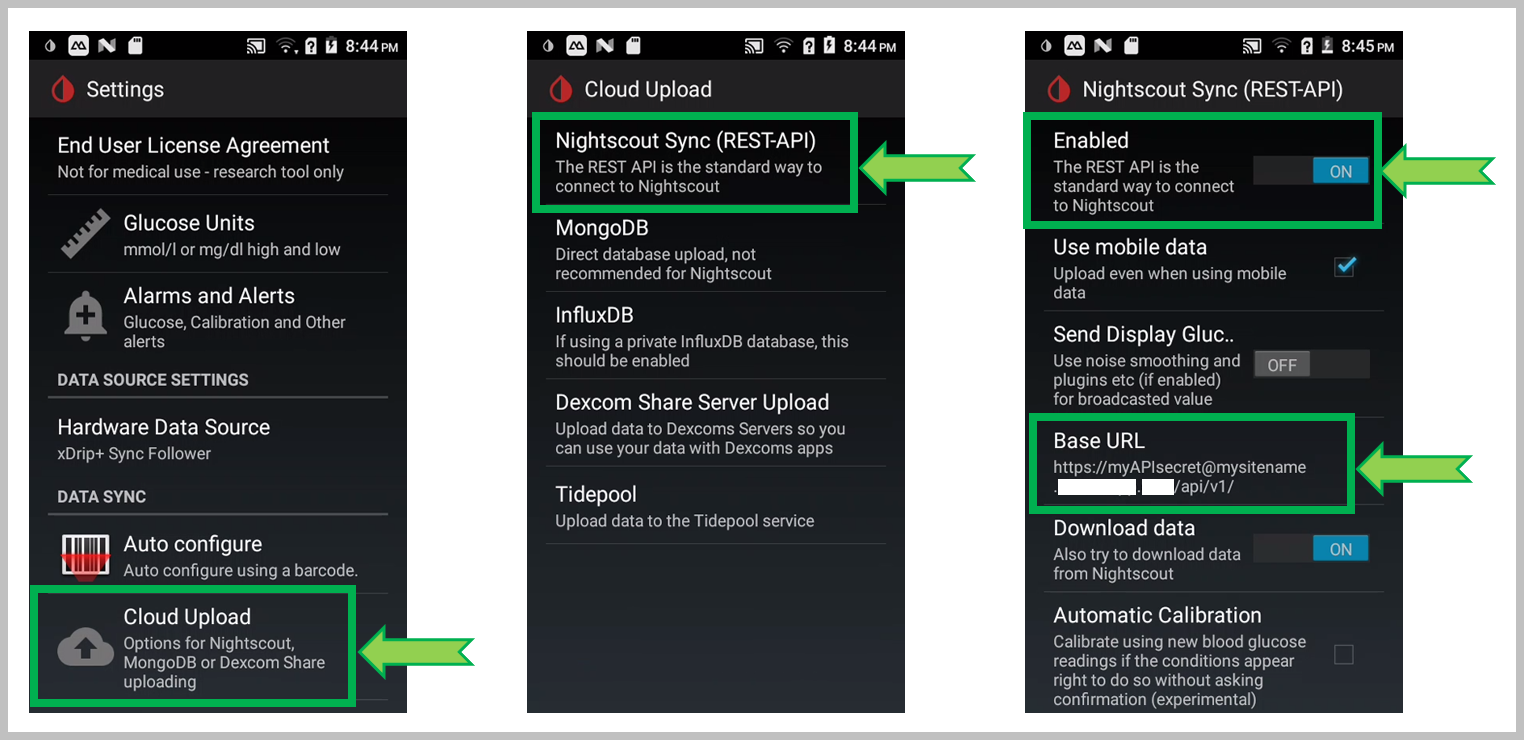 8:44 PM
Settings
End User License Agreement
Not for medical use - research tool only
Glucose Units
mmol/l or mg/dl high and low
Alarms and Alerts
Glucose, Calibration and Other
alerts
DATA SOURCE SETTINGS
Hardware Data Source
xDrip+ Sync Follower
DATA SYNC
Auto configure
Auto configure using a barcode.
Cloud Upload
Options for Nightscout,
MongoDB or Dexcom Share
uploading
8:44 PM
Cloud Upload
Nightscout Sync (REST-API)
The REST API is the standard way to
connect to Nightscout
MongoDB
Direct database upload, not
recommended for Nightscout
InfluxDB
If using a private InfluxDB database, this
should be enabled
Dexcom Share Server Upload
Upload data to Dexcoms Servers so you
can use your data with Dexcoms apps
Tidepool
Upload data to the Tidepool service
8:45 PM
Nightscout Sync (REST-API)
Enabled
The REST API is the
standard way to connect
to Nightscout
ON
Use mobile data
Upload even when using mobile
data
Send Display Gluc..
Use noise smoothing and
plugins etc (if enabled)
for broadcasted value
OFF
Base URL
https://myAPIsecret@mysitename
. . /api/v1/
Download data
Also try to download data
from Nightscout
ON
Automatic Calibration
Calibrate using new blood glucose
readings if the conditions appear
right to do so without asking
confirmation (experimental)